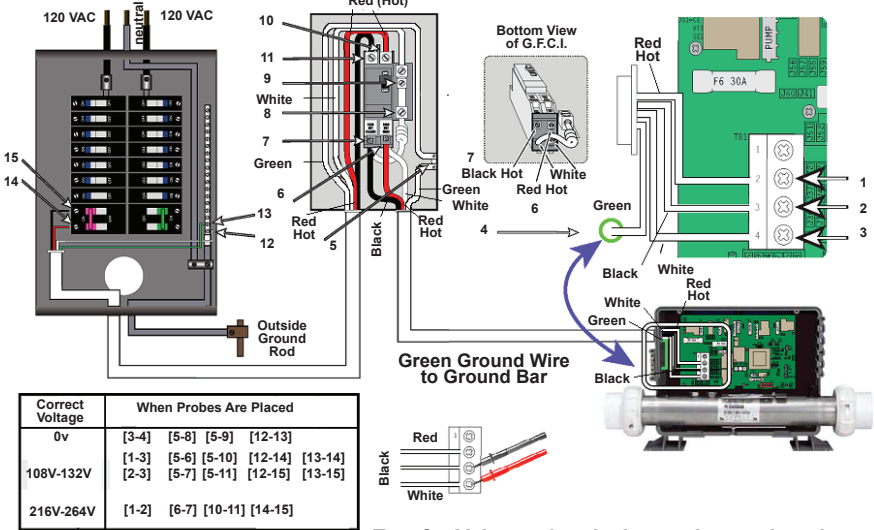 120 VAC
neutral
120 VAC
15
14
13
12
Outside
Ground
Rod
Red (Hot)
10
11
9
White
8
7
Green
6
Red
Hot
5
Black
Green
White
Red
Hot
Bottom View
of G.F.C.I.
7
Black Hot
White
Red Hot
6
4
Green
Red
Hot
PUMP
F6 30A
1
2
3
4
1
2
3
Black
White
Red
Hot
White
Green
Black
Green Ground Wire
to Ground Bar
Red
Black
White
1
Correct
Voltage
When Probes Are Placed
0v
[3-4] [5-8] [5-9] [12-13]
108V-132V
[1-3] [5-6] [5-10] [12-14] [13-14]
[2-3] [5-7] [5-11] [12-15] [13-15]
216V-264V
[1-2] [6-7] [10-11] [14-15]